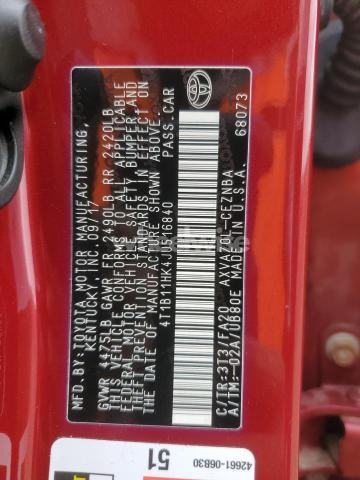 MFD. BY: TOYOTA MOTOR MANUFACTURING,
KENTUCKY, INC. 09/17
GVWR 4475LB GAWR FR 2490LB RR 2420LB
THIS VEHICLE CONFORMS TO ALL APPLICABLE
FEDERAL MOTOR VEHICLE SAFETY, BUMPER AND
THEFT PREVENTION STANDARDS IN EFFECT ON
THE DATE OF MANUFACTURE SHOWN ABOVE.
4T1B11HK4JU516840 PASS. CAR
C/TR:3T3/FA20
A/TM:-02A/UB80E MADE IN U.S.A. 68073
42661-06B30
51